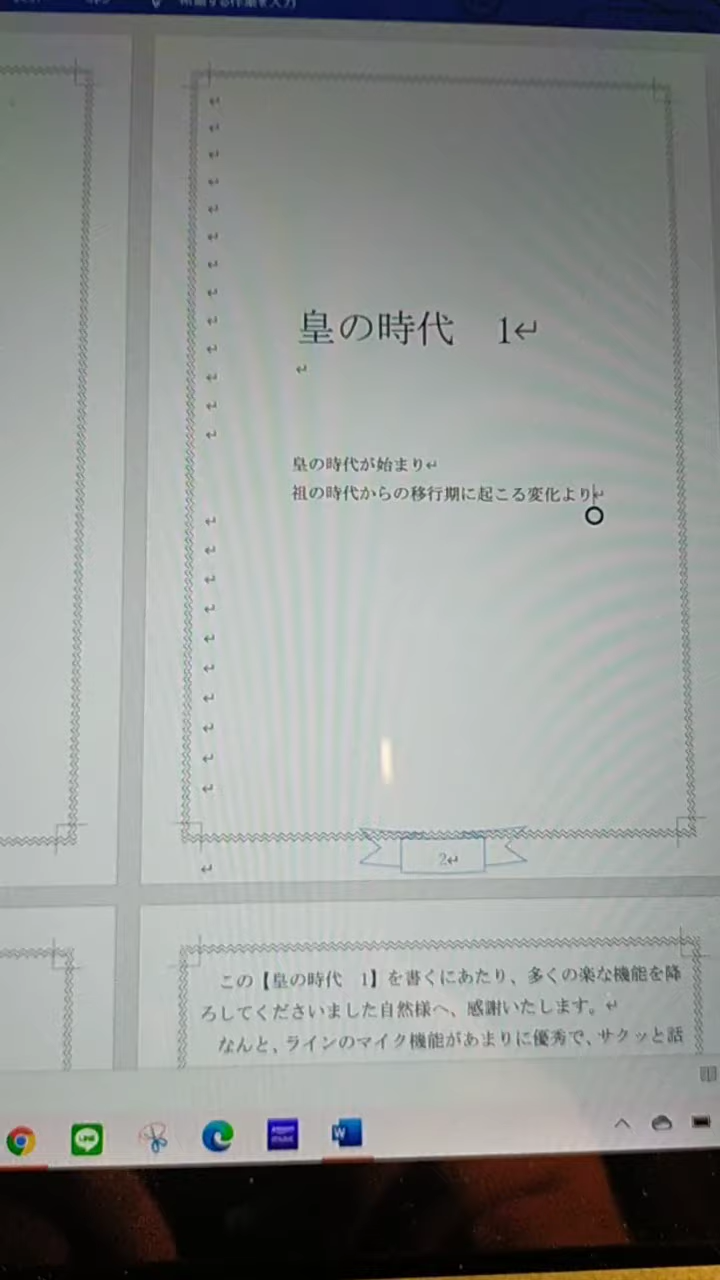 皇の時代　1↵
皇の時代が始まり↵
祖の時代からの移行期に起こる変化より↵
2↵
この【皇の時代　1】を書くにあたり、多くの楽な機能を降
ろしてくださいました自然様へ、感謝いたします。↵
なんと、ラインのマイク機能があまりに優秀で、サクッと話
LINE
amazon
music
W